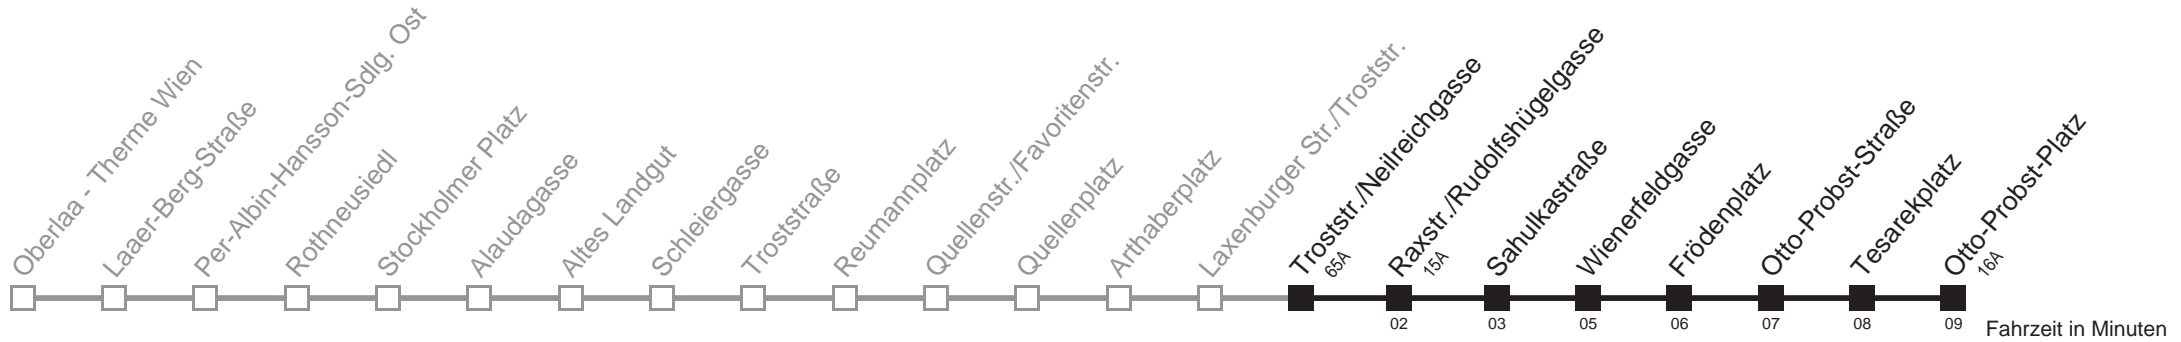 Oberlaa - Therme Wien
Laaer-Berg-Straße
Per-Albin-Hansson-Sdlg. Ost
Rothneusiedl
Stockholmer Platz
Alaudagasse
Altes Landgut
Schleiergasse
Troststraße
Reumannplatz
Quellenstr./Favoritenstr.
Quellenplatz
Arthaberplatz
Laxenburger Str./Troststr.
Troststr./Neilreichgasse
65A
Raxstr./Rudolfshügelgasse
15A
Sahulkastraße
Wienerfeldgasse
Frödenplatz
Otto-Probst-Straße
Tesarekplatz
Otto-Probst-Platz
16A
02 03 05 06 07 08 09 Fahrzeit in Minuten